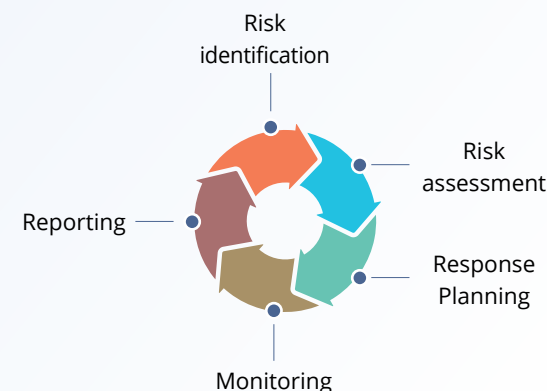 Risk
identification
Risk
assessment
Response
Planning
Monitoring
Reporting